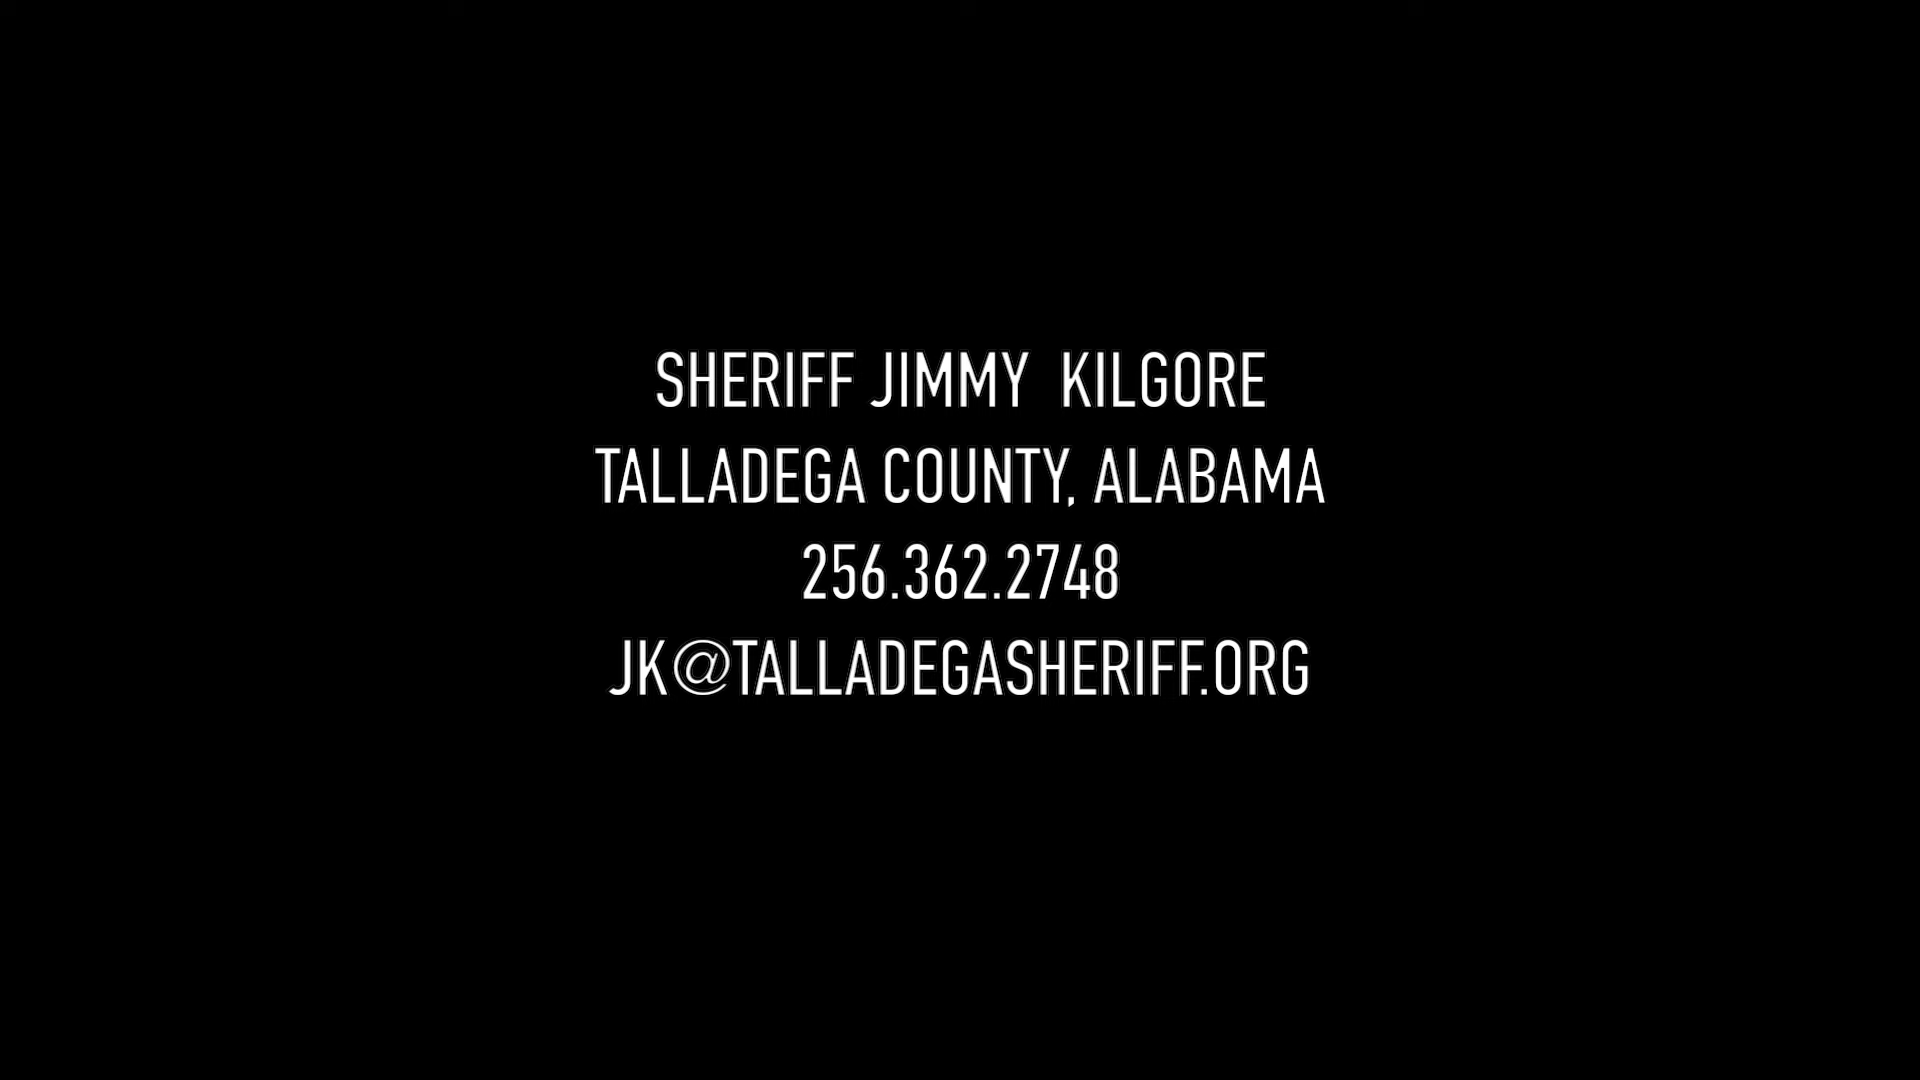 SHERIFF JIMMY  KILGORE
TALLADEGA COUNTY, ALABAMA
256.362.2748
JK@TALLADEGASHERIFF.ORG